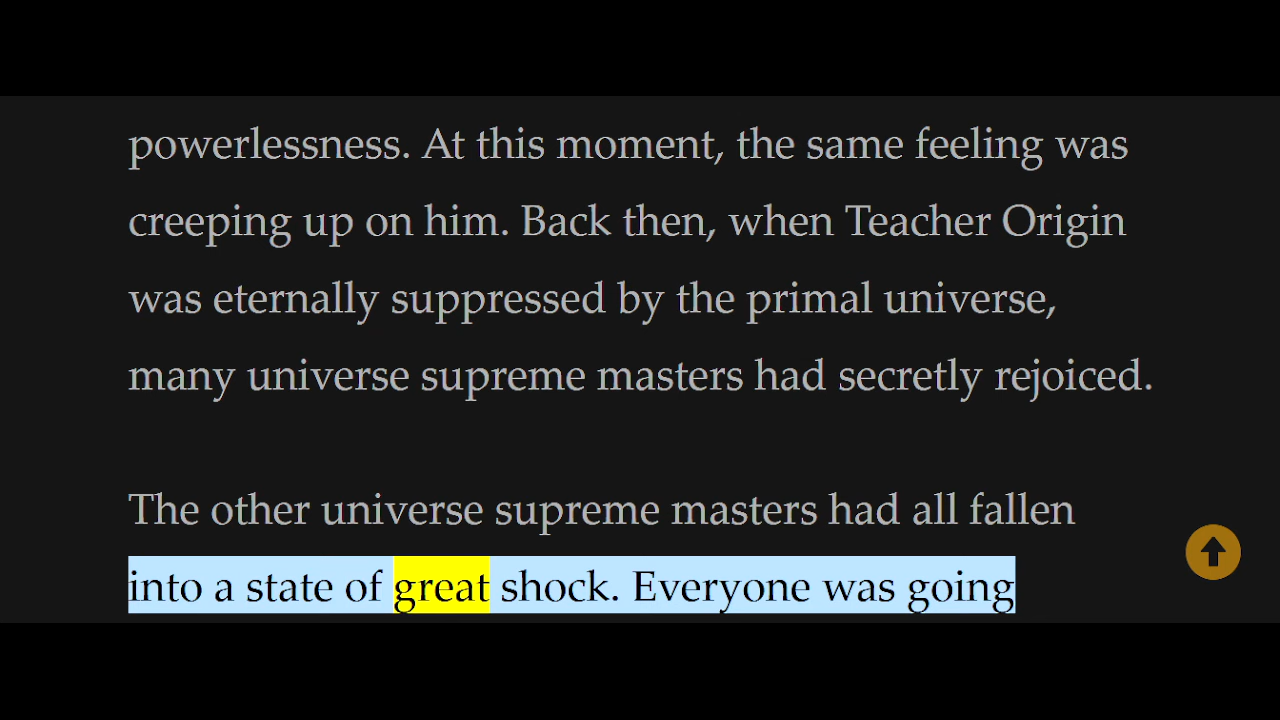 powerlessness. At this moment, the same feeling was
creeping up on him. Back then, when Teacher Origin
was eternally suppressed by the primal universe,
many universe supreme masters had secretly rejoiced.
The other universe supreme masters had all fallen
into a state of great shock. Everyone was going